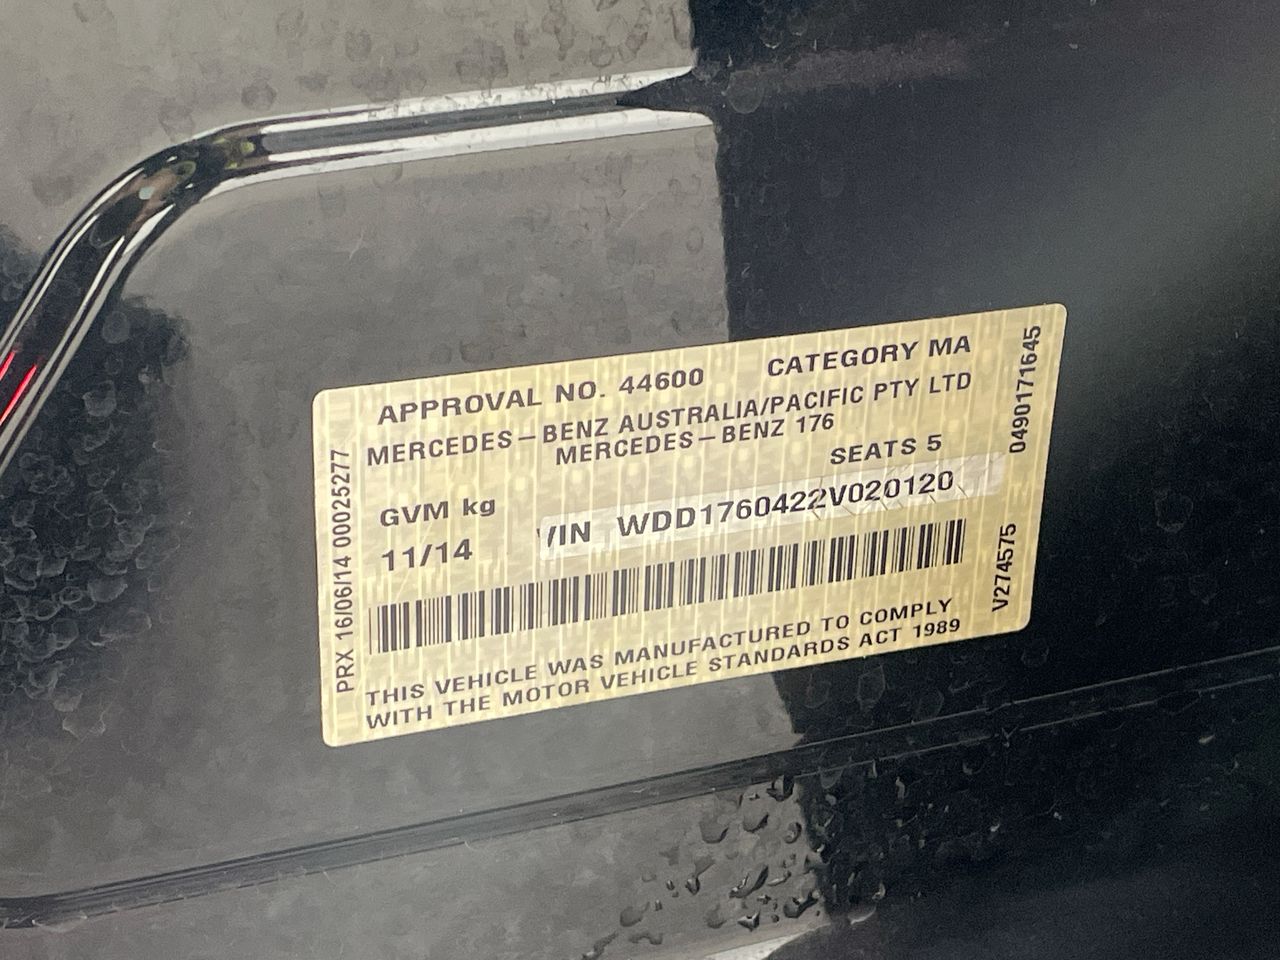 APPROVAL NO. 44600 CATEGORY MA
MERCEDES-BENZ AUSTRALIA/PACIFIC PTY LTD
MERCEDES-BENZ 176
SEATS 5
GVM kg
VIN WDD1760422V020120
11/14
THIS VEHICLE WAS MANUFACTURED TO COMPLY
WITH THE MOTOR VEHICLE STANDARDS ACT 1989
PRX 16/06/14 00025277
0490171645
V274575